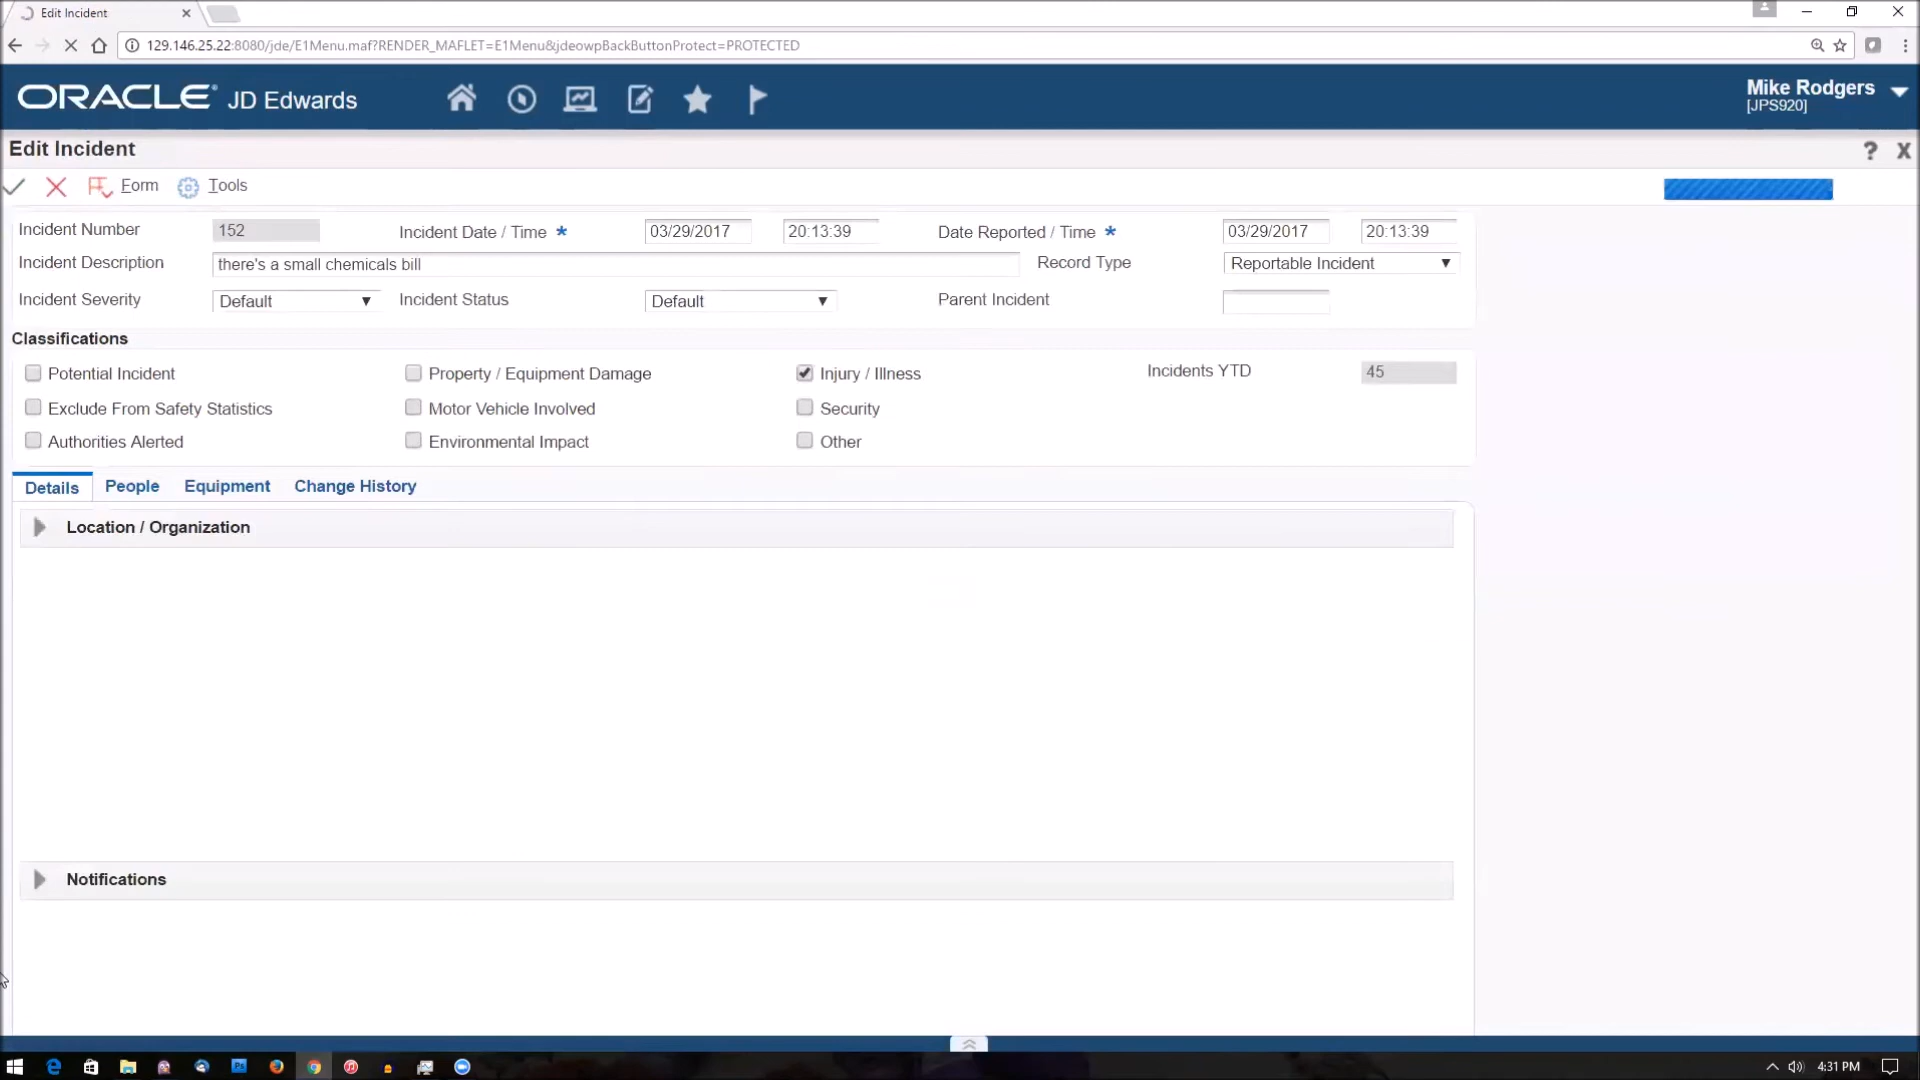 Edit Incident
129.146.25.22:8080/jde/E1Menu.maf?RENDER_MAFLET=E1Menu&jdeowpBackButtonProtect=PROTECTED
ORACLE JD Edwards
Mike Rodgers
[JPS920]
Edit Incident
? X
Form Tools
Incident Number 152 Incident Date / Time * 03/29/2017 20:13:39 Date Reported / Time * 03/29/2017 20:13:39
Incident Description there's a small chemicals bill Record Type Reportable Incident
Incident Severity Default Incident Status Default Parent Incident
Classifications
Potential Incident Property / Equipment Damage Injury / Illness Incidents YTD 45
Exclude From Safety Statistics Motor Vehicle Involved Security
Authorities Alerted Environmental Impact Other
Details People Equipment Change History
Location / Organization
Notifications
4:31 PM